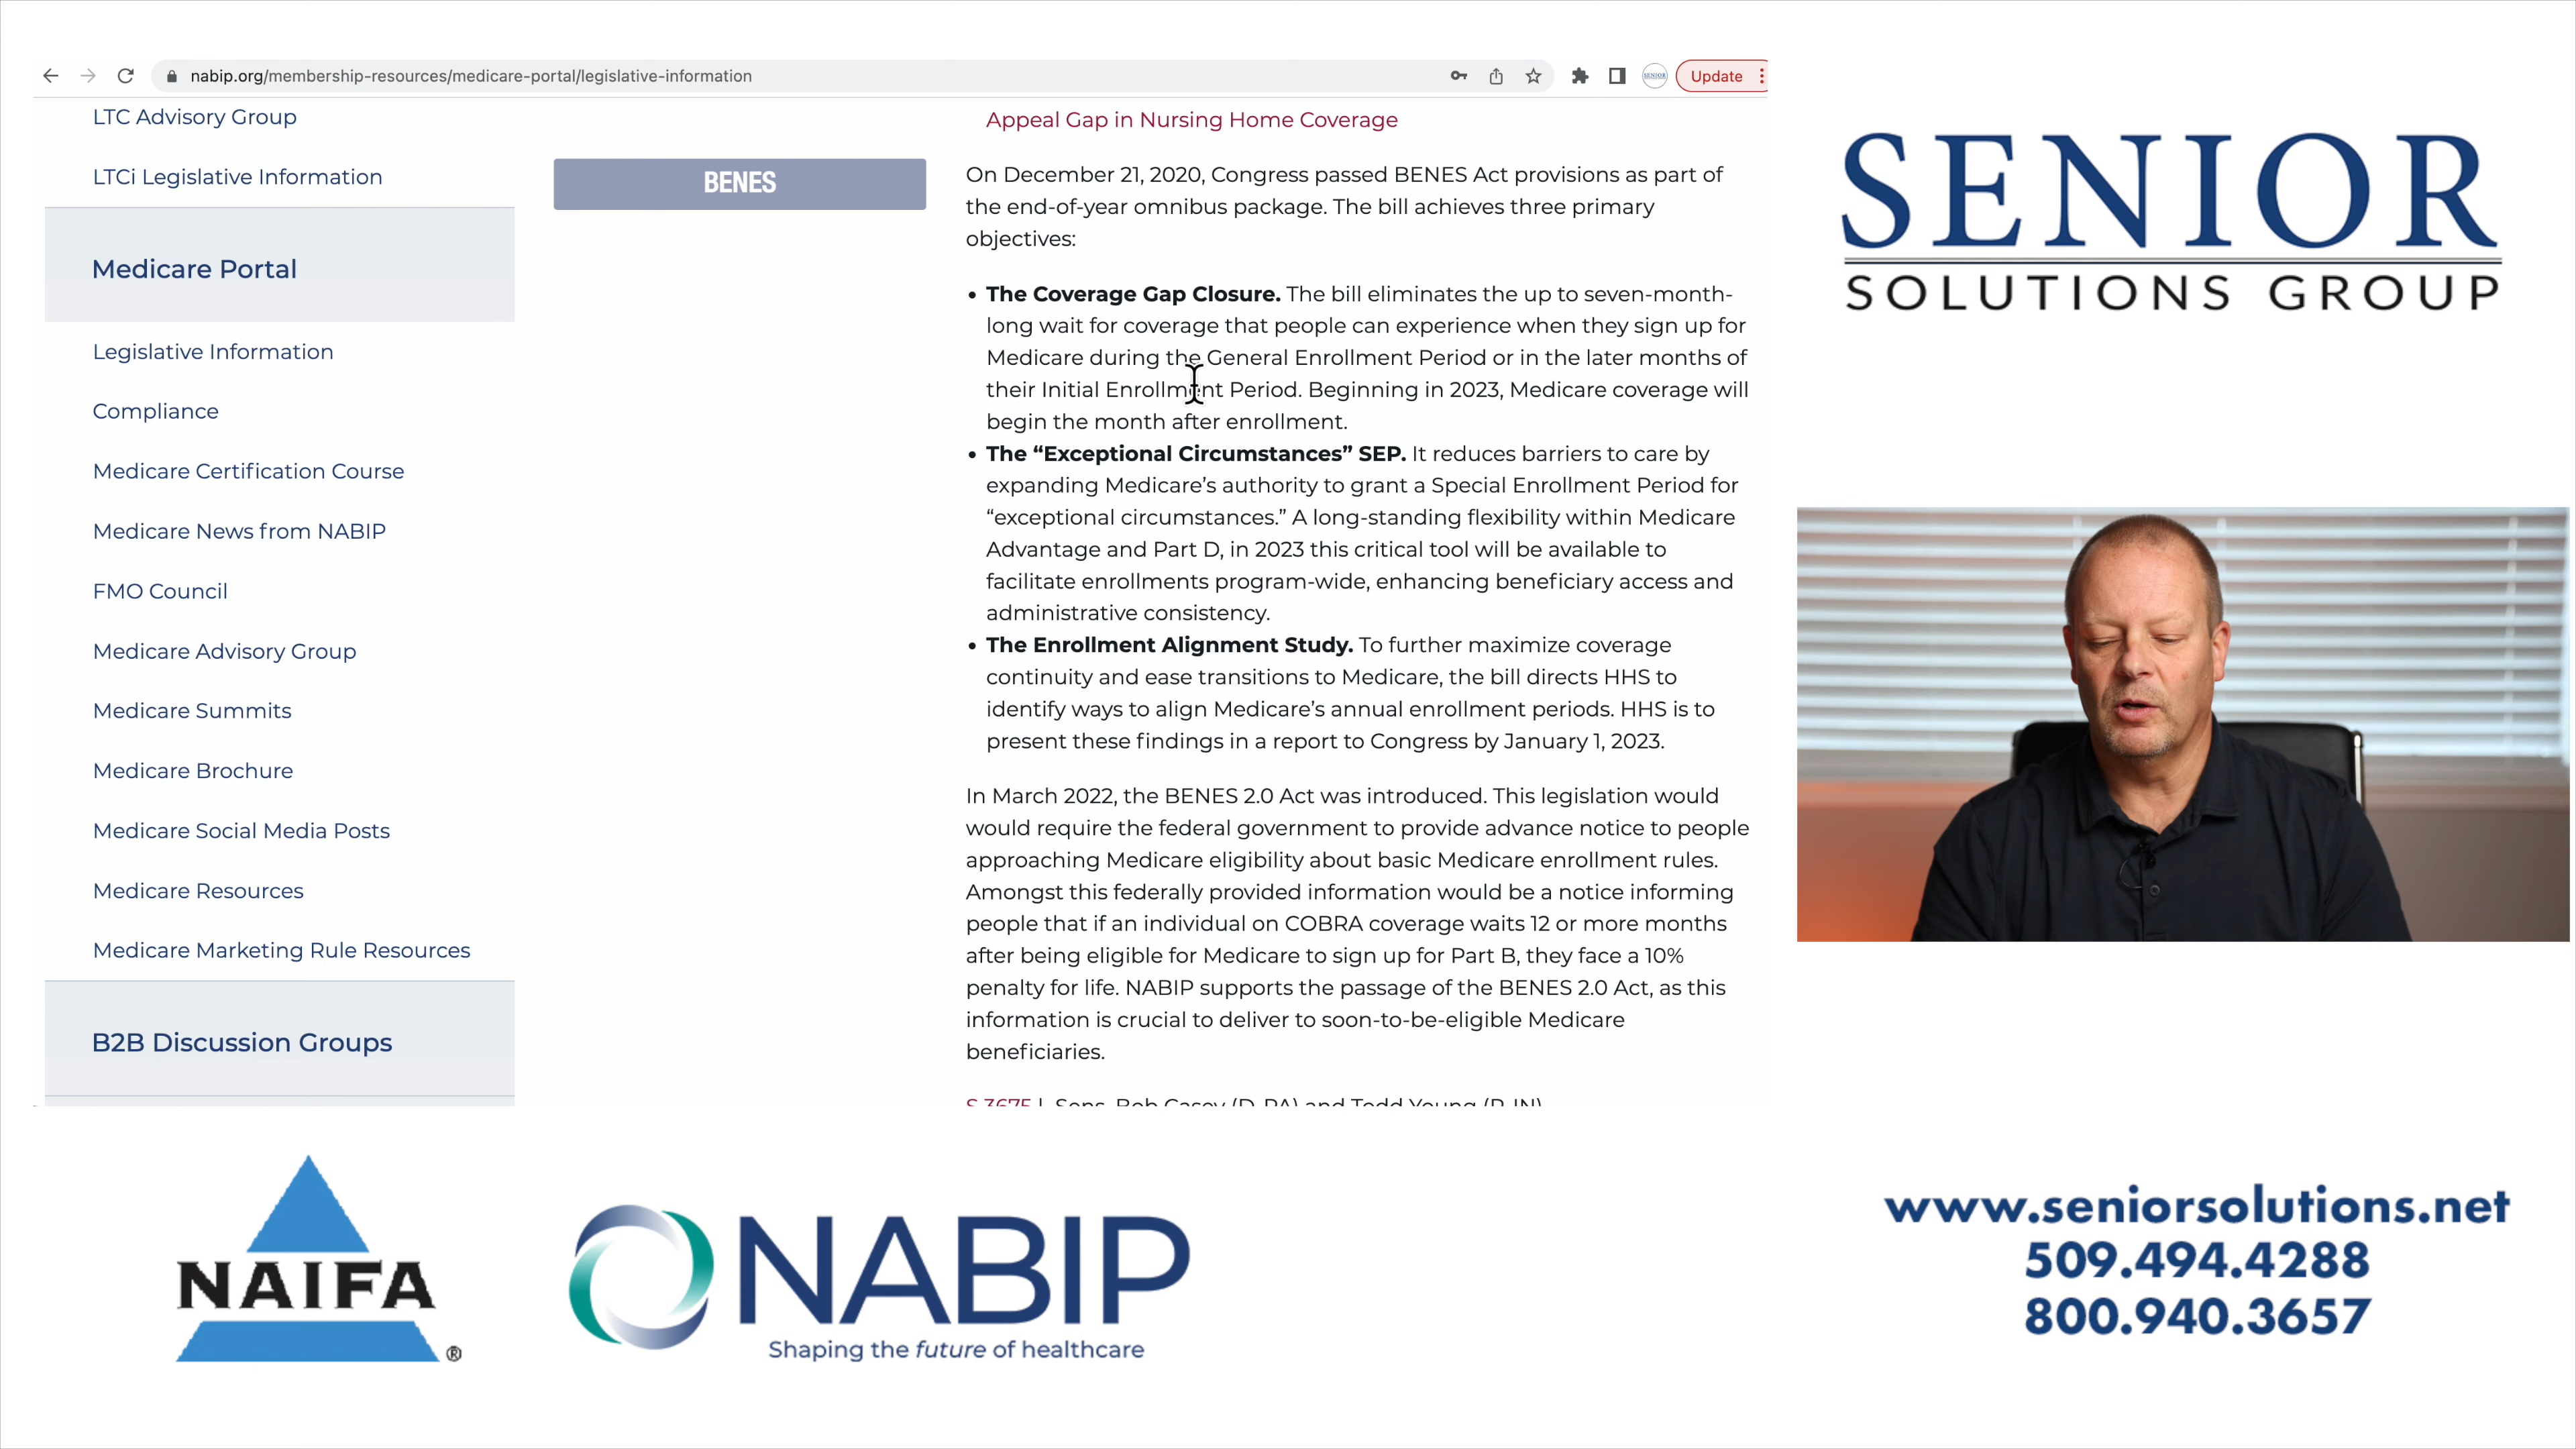 nabip.org/membership-resources/medicare-portal/legislative-information
Update
LTC Advisory Group
LTCi Legislative Information
Medicare Portal
Legislative Information
Compliance
Medicare Certification Course
Medicare News from NABIP
FMO Council
Medicare Advisory Group
Medicare Summits
Medicare Brochure
Medicare Social Media Posts
Medicare Resources
Medicare Marketing Rule Resources
B2B Discussion Groups
BENES
Appeal Gap in Nursing Home Coverage
On December 21, 2020, Congress passed BENES Act provisions as part of
the end-of-year omnibus package. The bill achieves three primary
objectives:
• The Coverage Gap Closure. The bill eliminates the up to seven-month-
long wait for coverage that people can experience when they sign up for
Medicare during the General Enrollment Period or in the later months of
their Initial Enrollment Period. Beginning in 2023, Medicare coverage will
begin the month after enrollment.
• The “Exceptional Circumstances” SEP. It reduces barriers to care by
expanding Medicare’s authority to grant a Special Enrollment Period for
“exceptional circumstances.” A long-standing flexibility within Medicare
Advantage and Part D, in 2023 this critical tool will be available to
facilitate enrollments program-wide, enhancing beneficiary access and
administrative consistency.
• The Enrollment Alignment Study. To further maximize coverage
continuity and ease transitions to Medicare, the bill directs HHS to
identify ways to align Medicare’s annual enrollment periods. HHS is to
present these findings in a report to Congress by January 1, 2023.
In March 2022, the BENES 2.0 Act was introduced. This legislation would
would require the federal government to provide advance notice to people
approaching Medicare eligibility about basic Medicare enrollment rules.
Amongst this federally provided information would be a notice informing
people that if an individual on COBRA coverage waits 12 or more months
after being eligible for Medicare to sign up for Part B, they face a 10%
penalty for life. NABIP supports the passage of the BENES 2.0 Act, as this
information is crucial to deliver to soon-to-be-eligible Medicare
beneficiaries.
S.3675 | Sens. Bob Casey (D-PA) and Todd Young (R-IN)
SENIOR
SOLUTIONS GROUP
NAIFA
®
NABIP
Shaping the future of healthcare
www.seniorsolutions.net
509.494.4288
800.940.3657